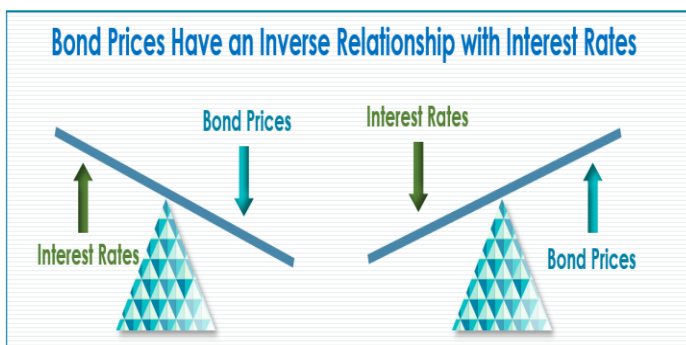 Bond Prices Have an Inverse Relationship with Interest Rates
Bond Prices
Interest Rates
Interest Rates
Bond Prices